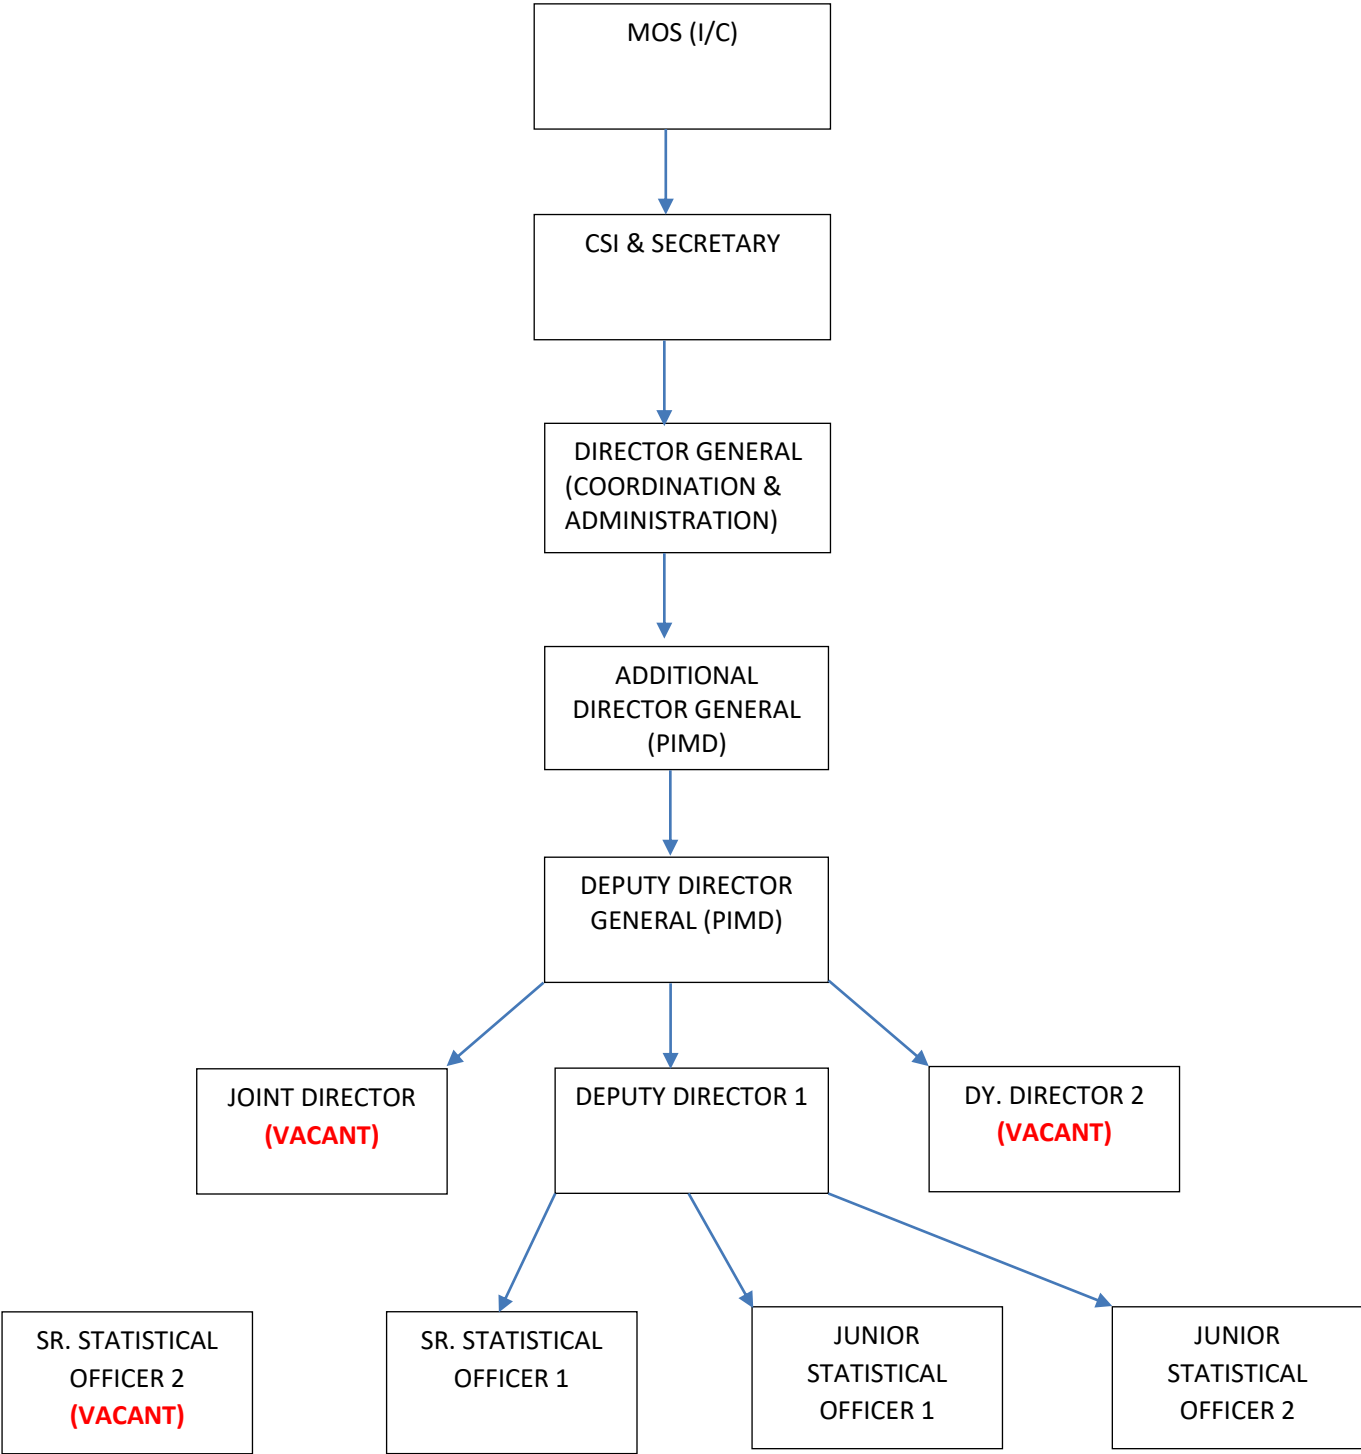 MOS (I/C)
CSI & SECRETARY
DIRECTOR GENERAL
(COORDINATION &
ADMINISTRATION)
ADDITIONAL
DIRECTOR GENERAL
(PIMD)
DEPUTY DIRECTOR
GENERAL (PIMD)
JOINT DIRECTOR
(VACANT)
DEPUTY DIRECTOR 1
DY. DIRECTOR 2
(VACANT)
SR. STATISTICAL
OFFICER 2
(VACANT)
SR. STATISTICAL
OFFICER 1
JUNIOR
STATISTICAL
OFFICER 1
JUNIOR
STATISTICAL
OFFICER 2